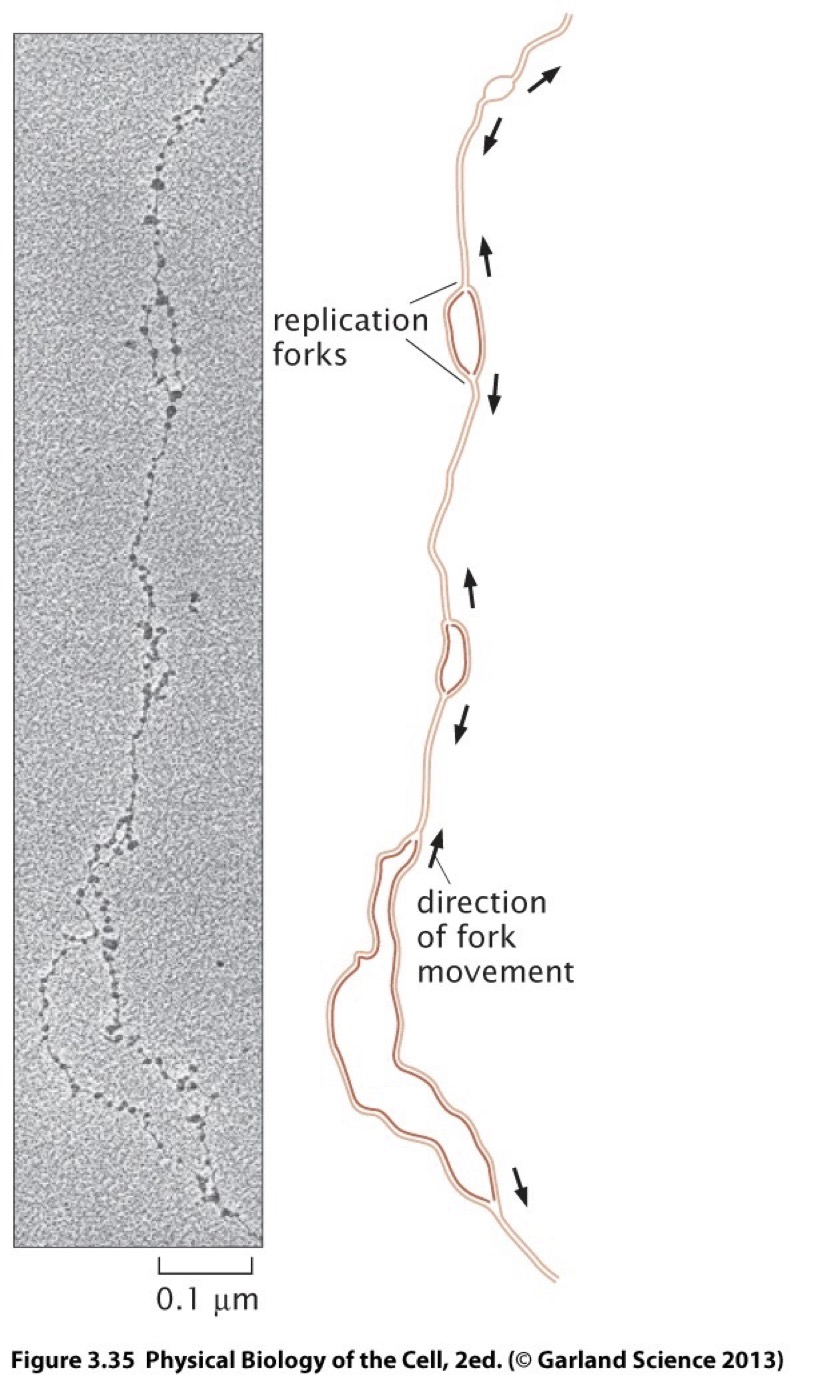 replication
forks
direction
of fork
movement
0.1 μm
Figure 3.35 Physical Biology of the Cell, 2ed. (© Garland Science 2013)